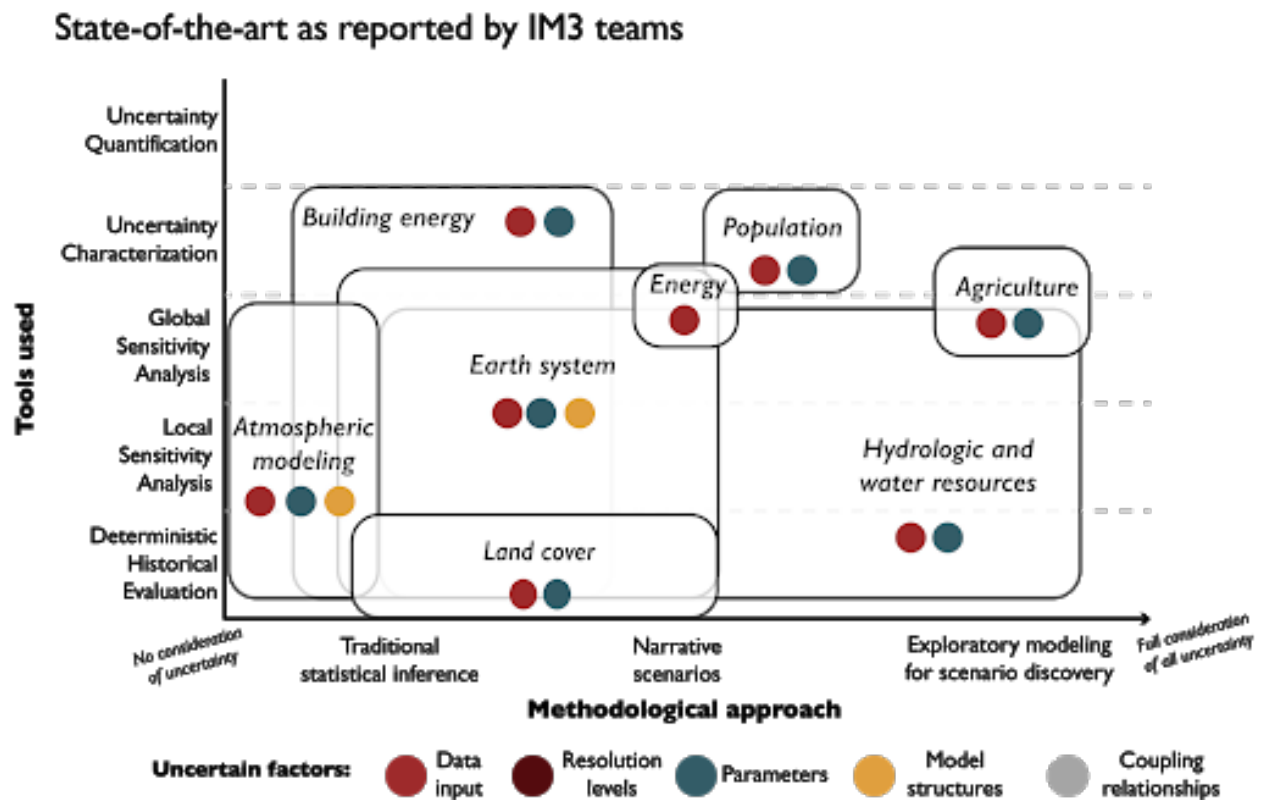 State-of-the-art as reported by IM3 teams
Uncertainty
Quantification
Uncertainty
Characterization
Global
Sensitivity
Analysis
Local
Sensitivity
Analysis
Deterministic
Historical
Evaluation
Tools used
Building energy
Population
Energy
Agriculture
Earth system
Atmospheric
modeling
Hydrologic and
water resources
Land cover
No consideration
of uncertainty
Traditional
statistical inference
Narrative
scenarios
Exploratory modeling
for scenario discovery
Full consideration
of all uncertainty
Methodological approach
Uncertain factors:
Data
input
Resolution
levels
Parameters
Model
structures
Coupling
relationships